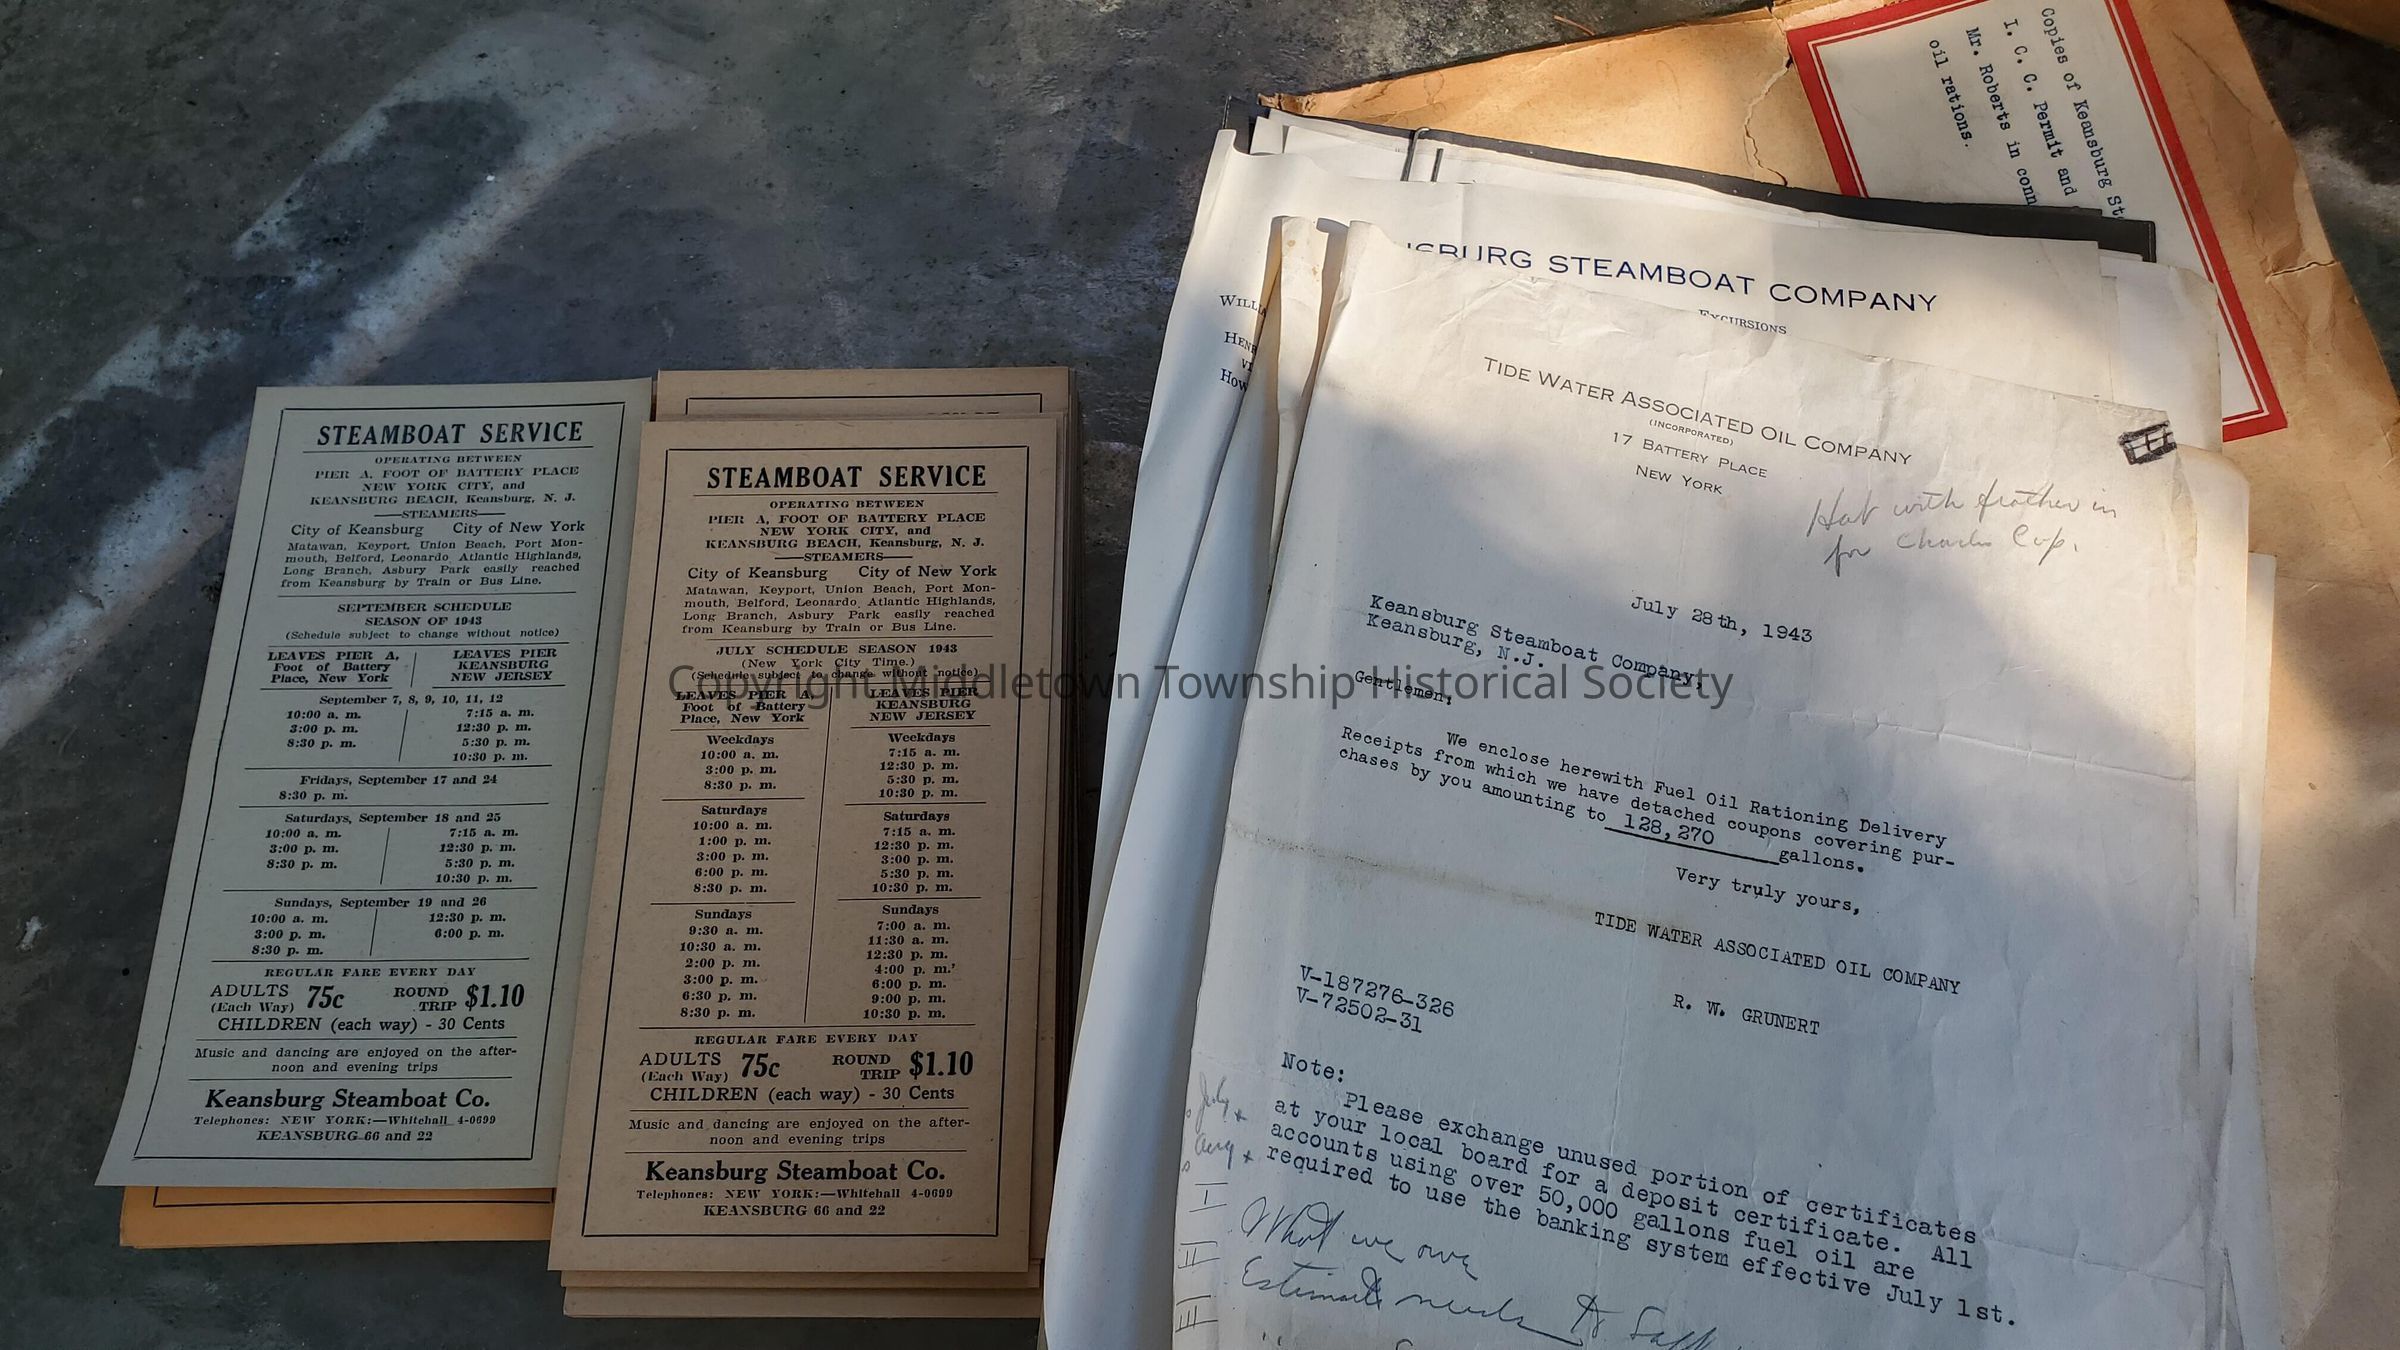 STEAMBOAT SERVICE
OPERATING BETWEEN
PIER A, FOOT OF BATTERY PLACE
NEW YORK CITY, and
KEANSBURG BEACH, Keansburg, N. J.
—STEAMERS—
City of Keansburg City of New York
Matawan, Keyport, Union Beach, Port Mon-
mouth, Belford, Leonardo, Atlantic Highlands,
Long Branch, Asbury Park easily reached
from Keansburg by Train or Bus Line.
SEPTEMBER SCHEDULE
SEASON OF 1943
(Schedule subject to change without notice)
LEAVES PIER A, LEAVES PIER
Foot of Battery KEANSBURG
Place, New York NEW JERSEY
September 7, 8, 9, 10, 11, 12
10:00 a. m. 7:15 a. m.
3:00 p. m. 12:30 p. m.
8:30 p. m. 5:30 p. m.
10:30 p. m.
Fridays, September 17 and 24
8:30 p. m.
Saturdays, September 18 and 25
10:00 a. m. 7:15 a. m.
3:00 p. m. 12:30 p. m.
8:30 p. m. 5:30 p. m.
10:30 p. m.
Sundays, September 19 and 26
10:00 a. m. 12:30 p. m.
3:00 p. m. 6:00 p. m.
8:30 p. m.
REGULAR FARE EVERY DAY
ADULTS 75c ROUND $1.10
(Each Way) TRIP
CHILDREN (each way) - 30 Cents
Music and dancing are enjoyed on the after-
noon and evening trips
Keansburg Steamboat Co.
Telephones: NEW YORK:—Whitehall 4-0699
KEANSBURG 66 and 22
STEAMBOAT SERVICE
OPERATING BETWEEN
PIER A, FOOT OF BATTERY PLACE
NEW YORK CITY, and
KEANSBURG BEACH, Keansburg, N. J.
—STEAMERS—
City of Keansburg City of New York
Matawan, Keyport, Union Beach, Port Mon-
mouth, Belford, Leonardo, Atlantic Highlands,
Long Branch, Asbury Park easily reached
from Keansburg by Train or Bus Line.
JULY SCHEDULE SEASON 1943
(New York City Time.)
(Schedule subject to change without notice)
LEAVES PIER A, LEAVES PIER
Foot of Battery KEANSBURG
Place, New York NEW JERSEY
Weekdays Weekdays
10:00 a. m. 7:15 a. m.
3:00 p. m. 12:30 p. m.
8:30 p. m. 5:30 p. m.
10:30 p. m.
Saturdays Saturdays
10:00 a. m. 7:15 a. m.
1:00 p. m. 12:30 p. m.
3:00 p. m. 3:00 p. m.
6:00 p. m. 5:30 p. m.
8:30 p. m. 10:30 p. m.
Sundays Sundays
9:30 a. m. 7:00 a. m.
10:30 a. m. 11:30 a. m.
2:00 p. m. 12:30 p. m.
3:00 p. m. 4:00 p. m.
6:30 p. m. 6:00 p. m.
8:30 p. m. 9:00 p. m.
10:30 p. m.
REGULAR FARE EVERY DAY
ADULTS 75c ROUND $1.10
(Each Way) TRIP
CHILDREN (each way) - 30 Cents
Music and dancing are enjoyed on the after-
noon and evening trips
Keansburg Steamboat Co.
Telephones: NEW YORK:—Whitehall 4-0699
KEANSBURG 66 and 22
Copies of Keansburg St
I. C. C. Permit and
Mr. Roberts in conn
oil rations.
SBURG STEAMBOAT COMPANY
EXCURSIONS
WILLIA
HENR
VI
HOW
TIDE WATER ASSOCIATED OIL COMPANY
(INCORPORATED)
17 BATTERY PLACE
NEW YORK
Hat with feather in
for Charlie Cup.
July 28th, 1943
Keansburg Steamboat Company,
Keansburg, N.J.
Gentlemen:
We enclose herewith Fuel Oil Rationing Delivery
Receipts from which we have detached coupons covering pur-
chases by you amounting to 128,270 gallons.
Very truly yours,
TIDE WATER ASSOCIATED OIL COMPANY
R. W. GRUNERT
V-187276-326
V-72502-31
Note:
Please exchange unused portion of certificates
at your local board for a deposit certificate. All
accounts using over 50,000 gallons fuel oil are
required to use the banking system effective July 1st.
July
Aug
What we owe
Estimate needs to
Copyright Middletown Township Historical Society